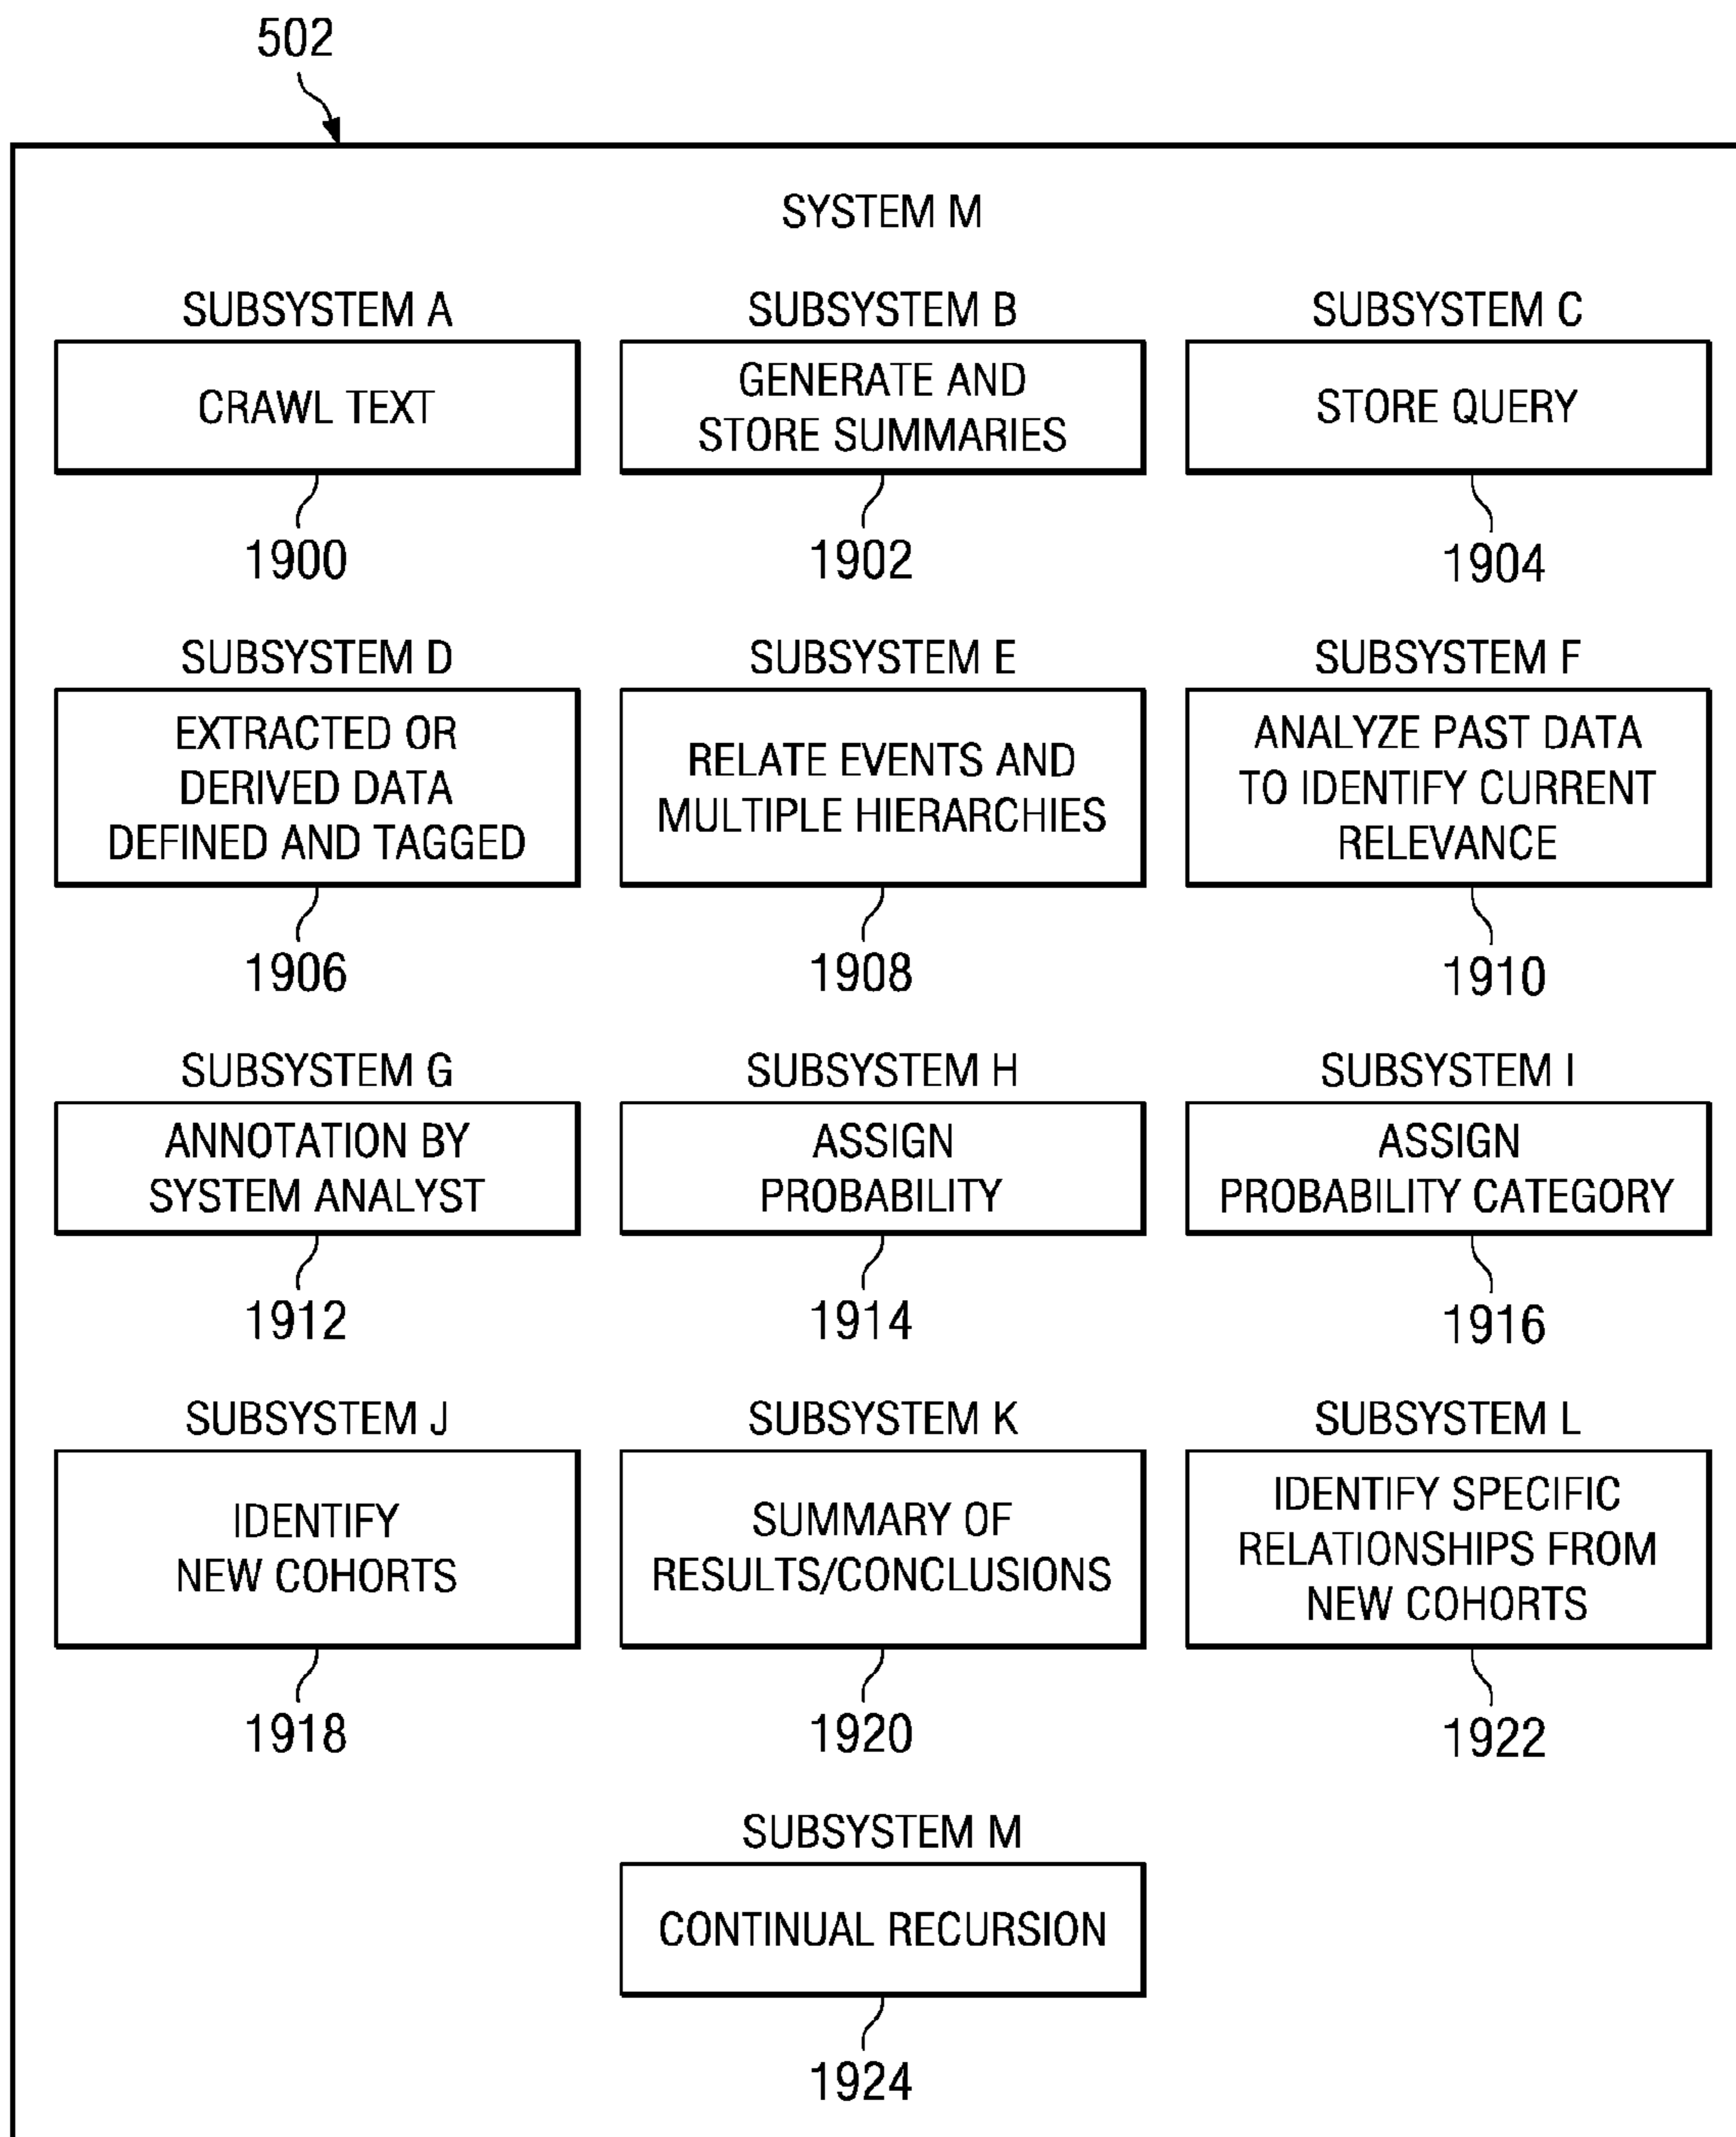 502
SYSTEM M
SUBSYSTEM A
CRAWL TEXT
1900
SUBSYSTEM B
GENERATE AND
STORE SUMMARIES
1902
SUBSYSTEM C
STORE QUERY
1904
SUBSYSTEM D
EXTRACTED OR
DERIVED DATA
DEFINED AND TAGGED
1906
SUBSYSTEM E
RELATE EVENTS AND
MULTIPLE HIERARCHIES
1908
SUBSYSTEM F
ANALYZE PAST DATA
TO IDENTIFY CURRENT
RELEVANCE
1910
SUBSYSTEM G
ANNOTATION BY
SYSTEM ANALYST
1912
SUBSYSTEM H
ASSIGN
PROBABILITY
1914
SUBSYSTEM I
ASSIGN
PROBABILITY CATEGORY
1916
SUBSYSTEM J
IDENTIFY
NEW COHORTS
1918
SUBSYSTEM K
SUMMARY OF
RESULTS/CONCLUSIONS
1920
SUBSYSTEM L
IDENTIFY SPECIFIC
RELATIONSHIPS FROM
NEW COHORTS
1922
SUBSYSTEM M
CONTINUAL RECURSION
1924